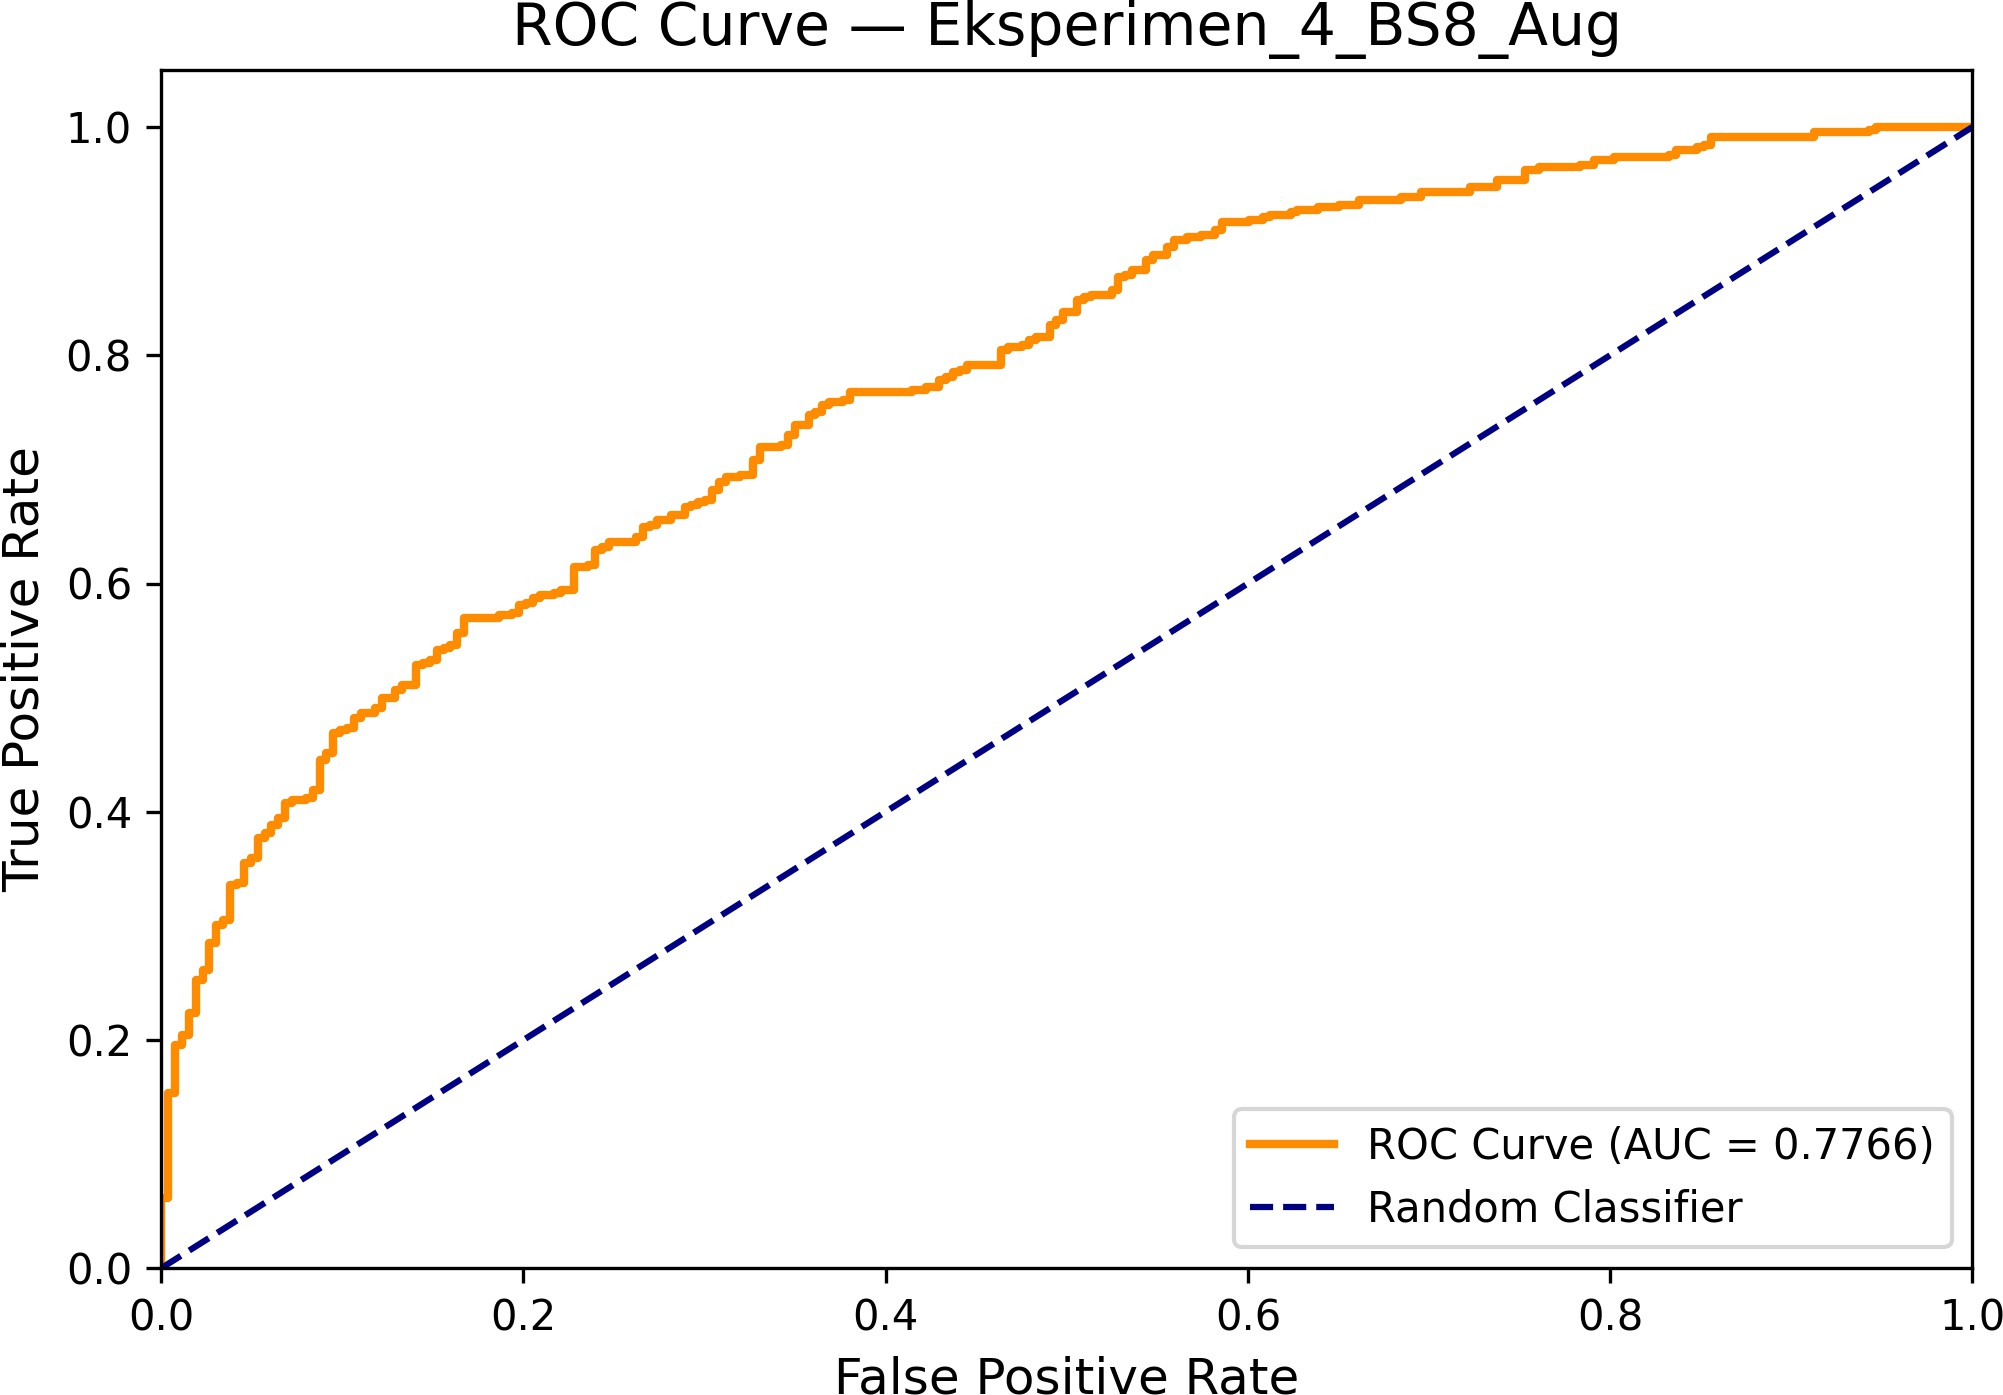 ROC Curve — Eksperimen_4_BS8_Aug
True Positive Rate
1.0
0.8
0.6
0.4
0.2
0.0
0.0 0.2 0.4 0.6 0.8 1.0
False Positive Rate
ROC Curve (AUC = 0.7766)
Random Classifier